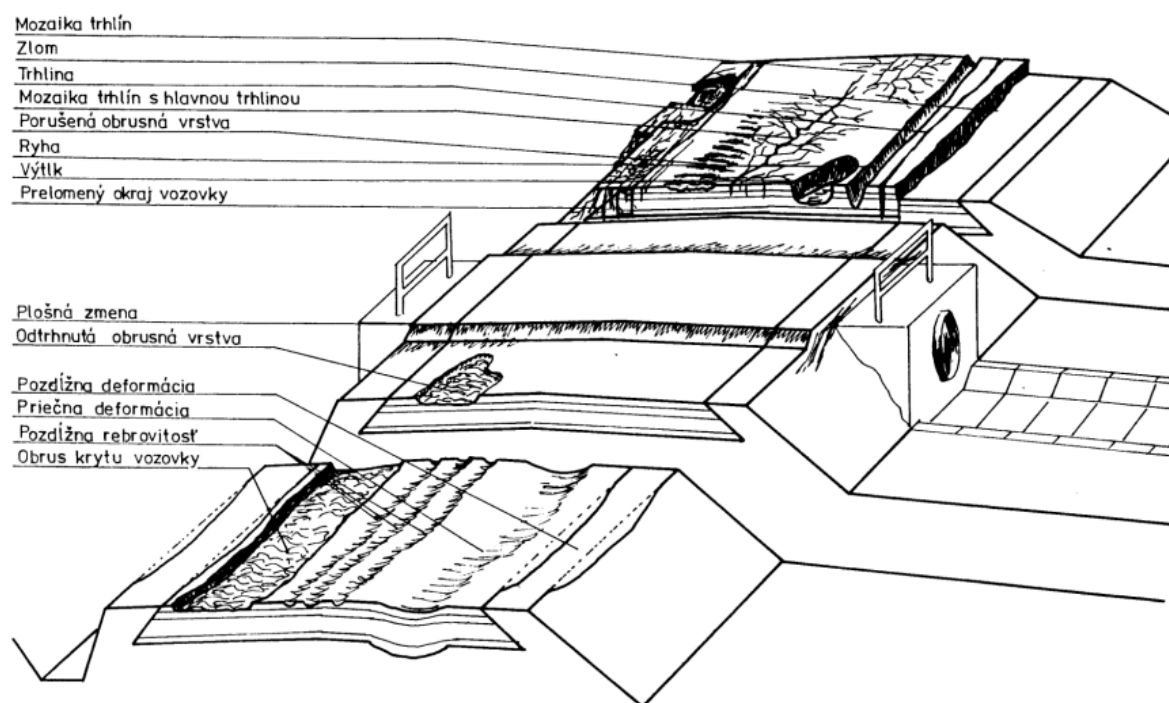 Mozaika trhlín
Zlom
Trhlina
Mozaika trhlín s hlavnou trhlinou
Porušená obrusná vrstva
Ryha
Výtlk
Prelomený okraj vozovky
Plošná zmena
Odtrhnutá obrusná vrstva
Pozdĺžna deformácia
Priečna deformácia
Pozdĺžna rebrovitosť
Obrus krytu vozovky